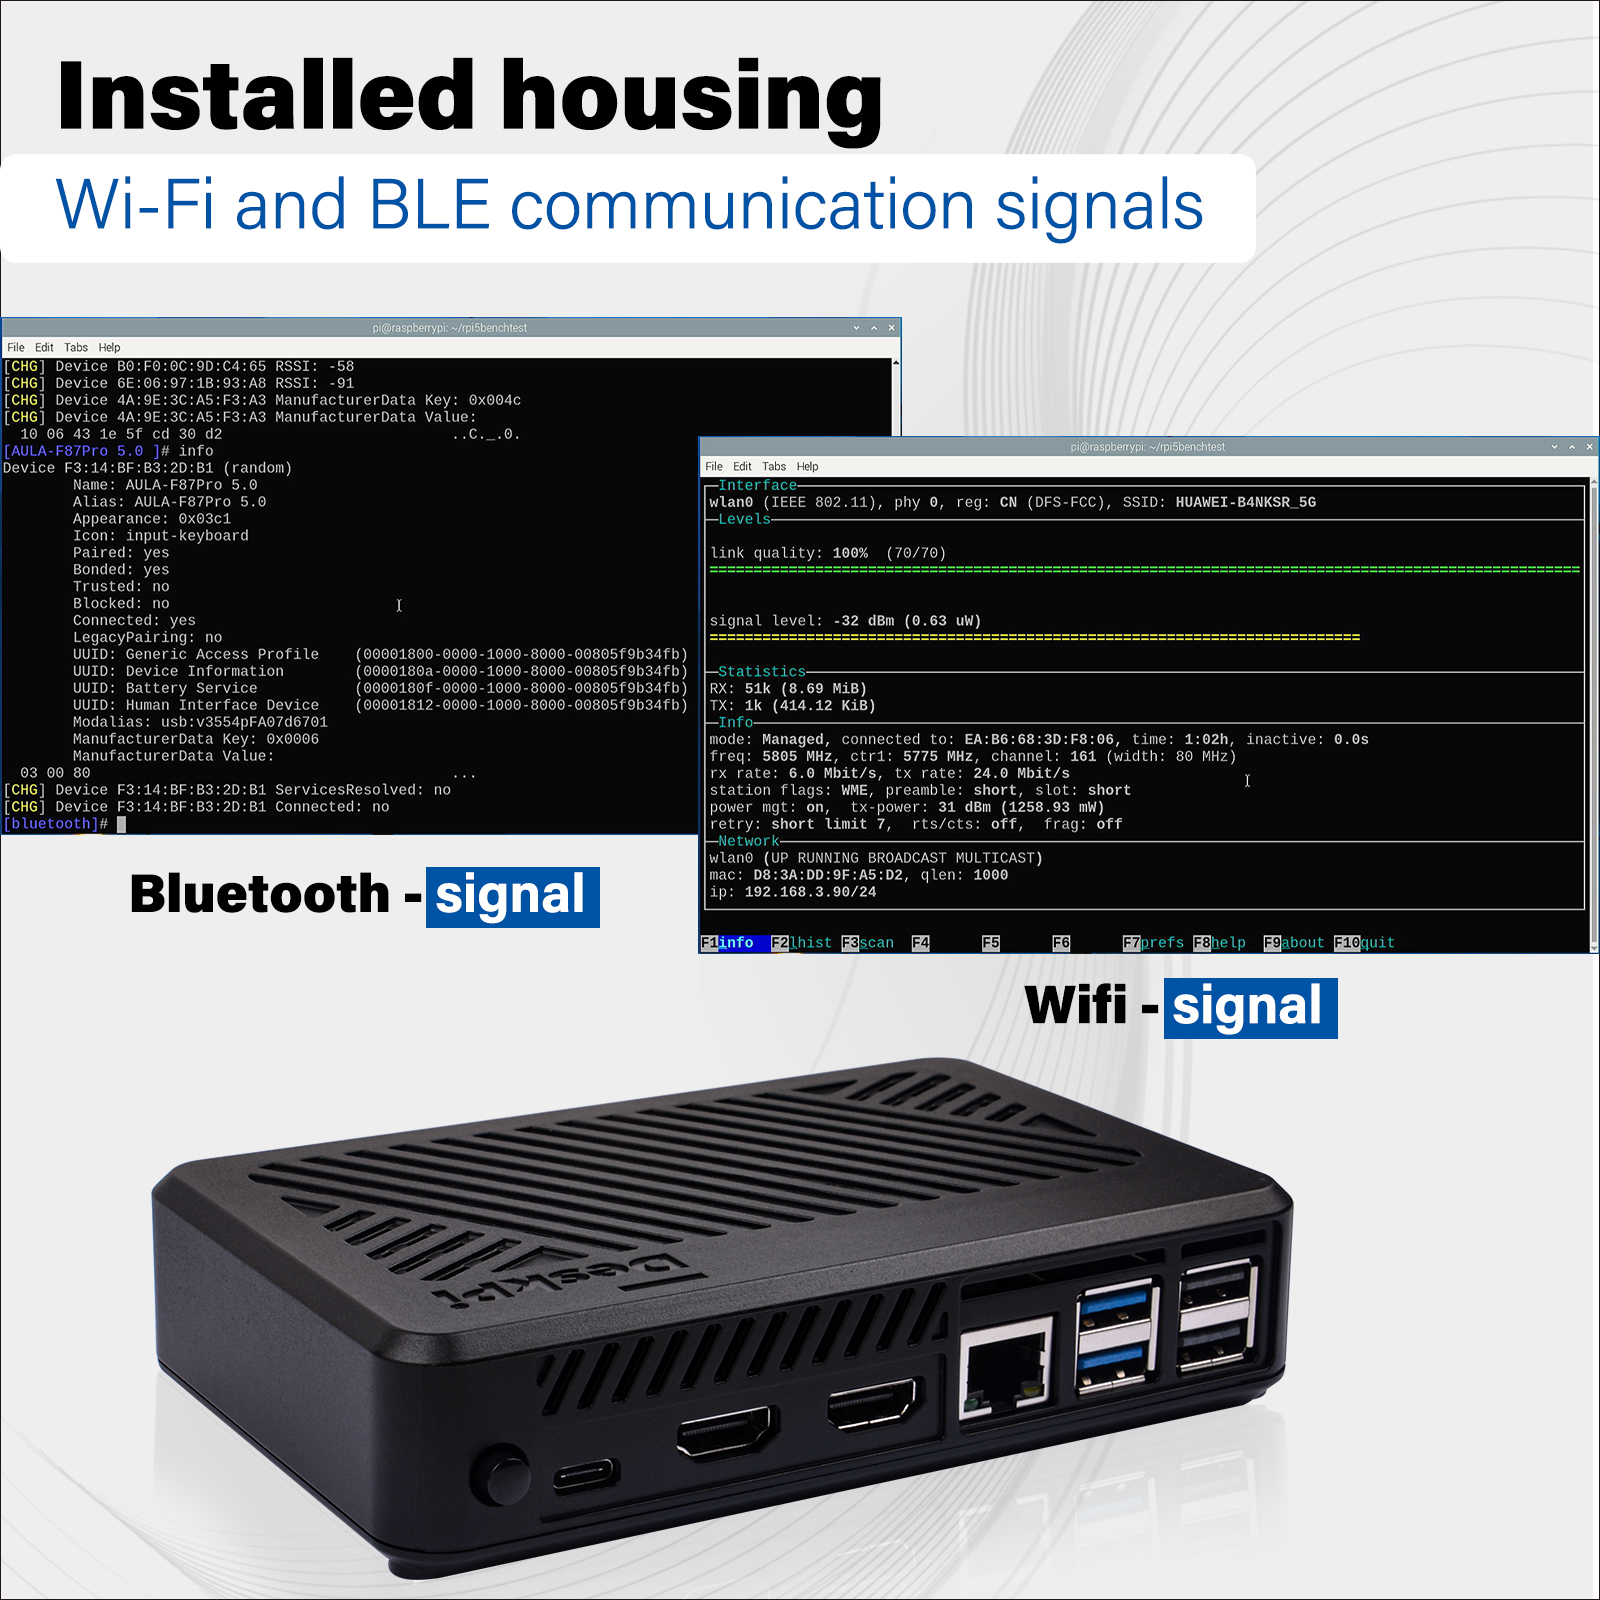 Installed housing
Wi-Fi and BLE communication signals
pi@raspberrypi: ~/rpi5benchtest
File Edit Tabs Help
[CHG] Device B0:F0:0C:9D:C4:65 RSSI: -58
[CHG] Device 6E:06:97:1B:93:A8 RSSI: -91
[CHG] Device 4A:9E:3C:A5:F3:A3 ManufacturerData Key: 0x004c
[CHG] Device 4A:9E:3C:A5:F3:A3 ManufacturerData Value:
10 06 43 1e 5f cd 30 d2 ..C._.0.
[AULA-F87Pro 5.0 ]# info
Device F3:14:BF:B3:2D:B1 (random)
Name: AULA-F87Pro 5.0
Alias: AULA-F87Pro 5.0
Appearance: 0x03c1
Icon: input-keyboard
Paired: yes
Bonded: yes
Trusted: no
Blocked: no
Connected: yes
LegacyPairing: no
UUID: Generic Access Profile (00001800-0000-1000-8000-00805f9b34fb)
UUID: Device Information (0000180a-0000-1000-8000-00805f9b34fb)
UUID: Battery Service (0000180f-0000-1000-8000-00805f9b34fb)
UUID: Human Interface Device (00001812-0000-1000-8000-00805f9b34fb)
Modalias: usb:v3554pFA07d6701
ManufacturerData Key: 0x0006
ManufacturerData Value:
03 00 80 ...
[CHG] Device F3:14:BF:B3:2D:B1 ServicesResolved: no
[CHG] Device F3:14:BF:B3:2D:B1 Connected: no
[bluetooth]#
Bluetooth - signal
pi@raspberrypi: ~/rpi5benchtest
File Edit Tabs Help
Interface
wlan0 (IEEE 802.11), phy 0, reg: CN (DFS-FCC), SSID: HUAWEI-B4NKSR_5G
Levels
link quality: 100% (70/70)
signal level: -32 dBm (0.63 uW)
Statistics
RX: 51k (8.69 MiB)
TX: 1k (414.12 KiB)
Info
mode: Managed, connected to: EA:B6:68:3D:F8:06, time: 1:02h, inactive: 0.0s
freq: 5805 MHz, ctr1: 5775 MHz, channel: 161 (width: 80 MHz)
rx rate: 6.0 Mbit/s, tx rate: 24.0 Mbit/s
station flags: WME, preamble: short, slot: short
power mgt: on, tx-power: 31 dBm (1258.93 mW)
retry: short limit 7, rts/cts: off, frag: off
Network
wlan0 (UP RUNNING BROADCAST MULTICAST)
mac: D8:3A:DD:9F:A5:D2, qlen: 1000
ip: 192.168.3.90/24
F1info F2lhist F3scan F4 F5 F6 F7prefs F8help F9about F10quit
Wifi - signal
DeskPi